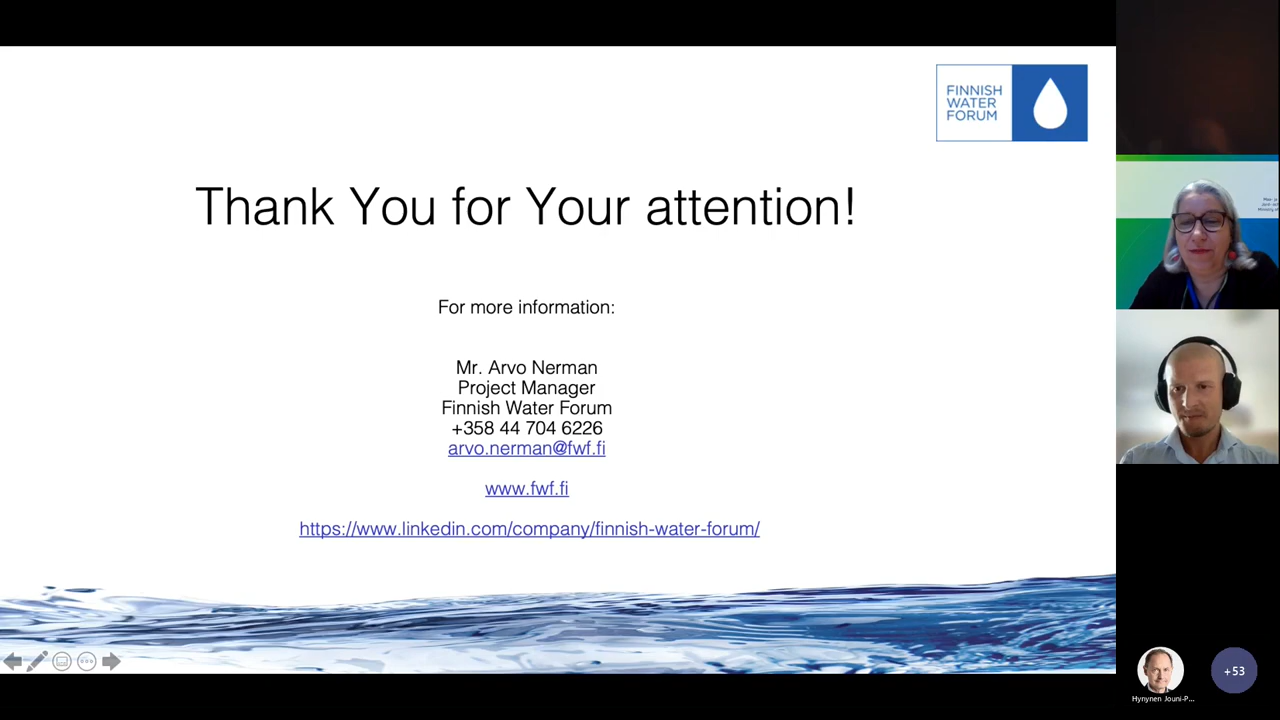 FINNISH
WATER
FORUM
Thank You for Your attention!
For more information:
Mr. Arvo Nerman
Project Manager
Finnish Water Forum
+358 44 704 6226
arvo.nerman@fwf.fi
www.fwf.fi
https://www.linkedin.com/company/finnish-water-forum/
Hynynen Jouni-P...
+53